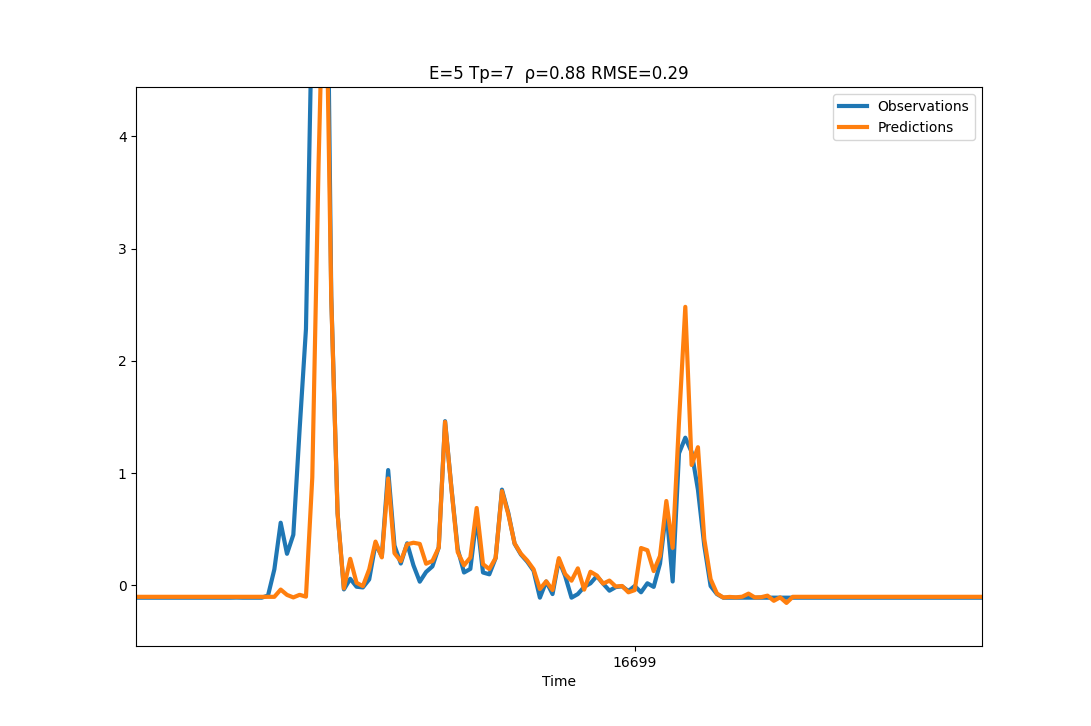 E=5 Tp=7  ρ=0.88 RMSE=0.29
Observations
Predictions
4
3
2
1
0
16699
Time